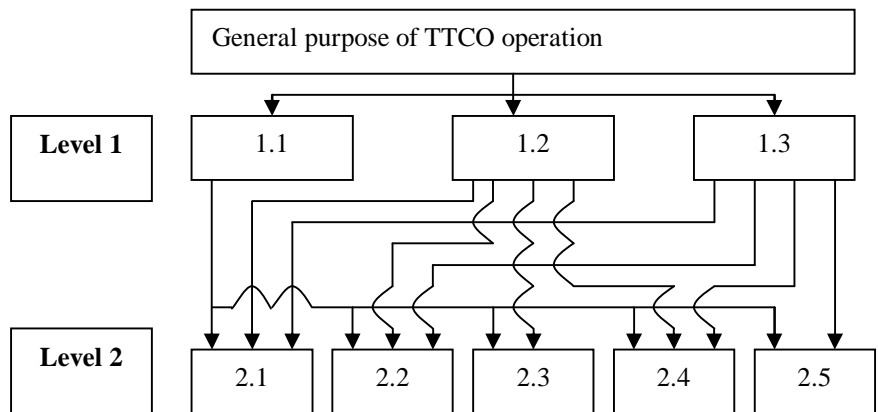 General purpose of TTCO operation
Level 1
1.1
1.2
1.3
Level 2
2.1
2.2
2.3
2.4
2.5